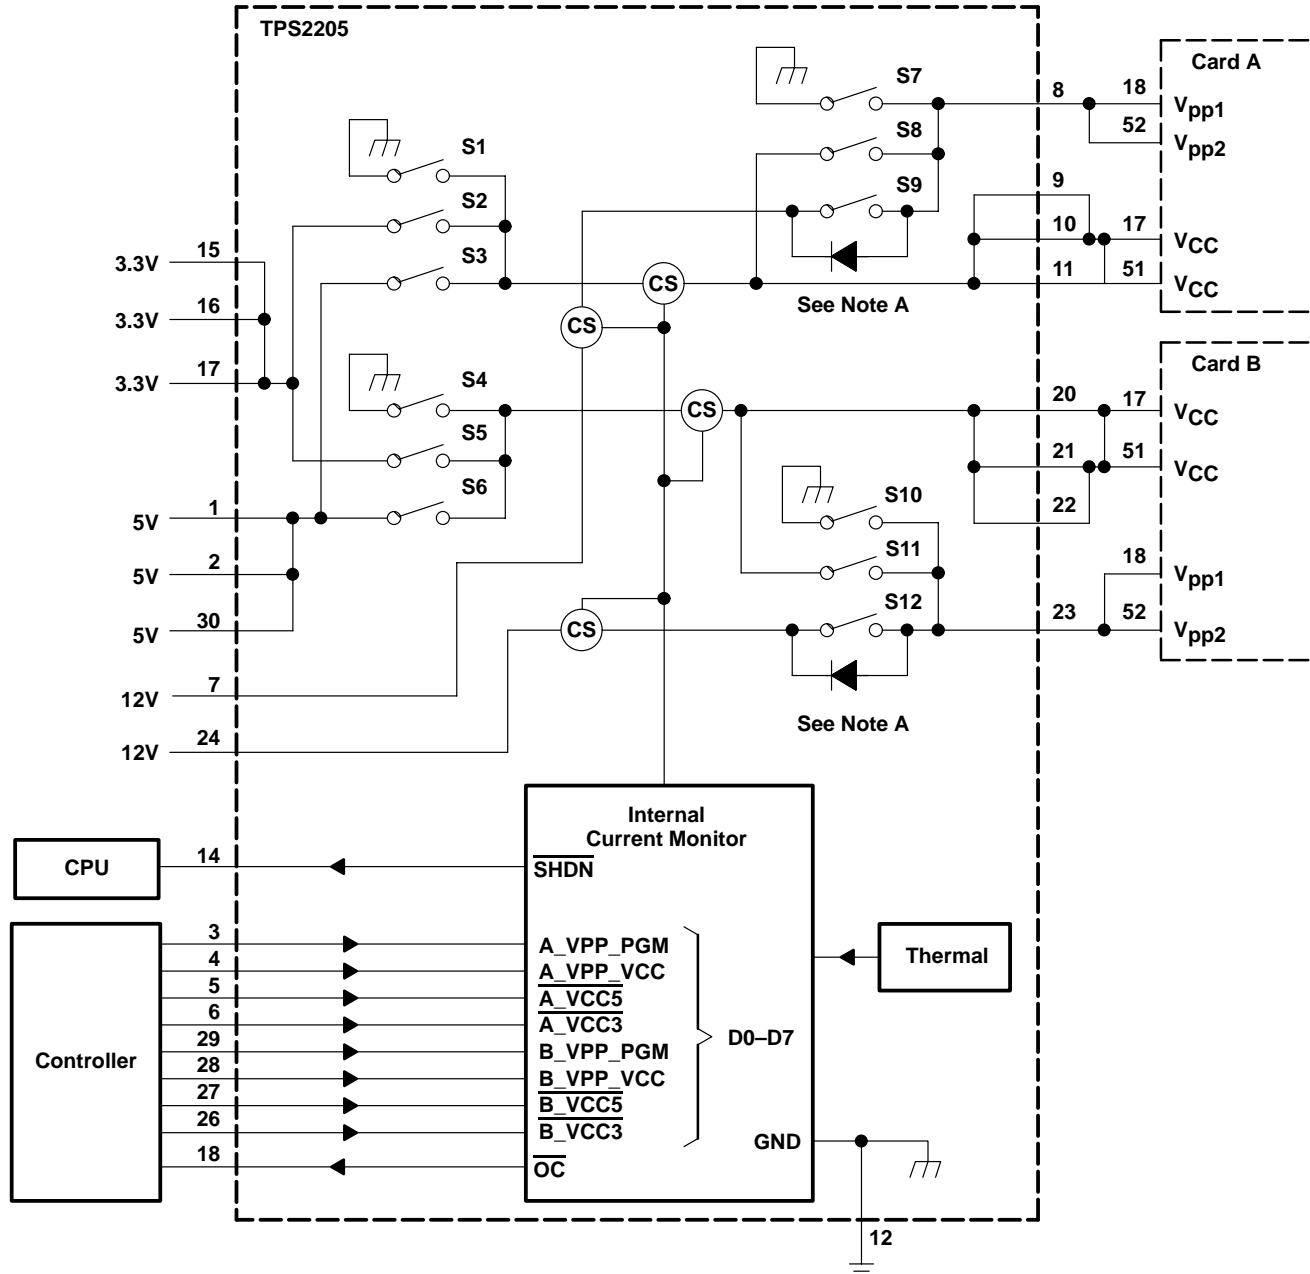 TPS2205
Card A
S7
8
18
Vpp1
S8
52
Vpp2
S1
S9
9
S2
10
17
VCC
3.3V
15
S3
CS
11
51
VCC
See Note A
3.3V
16
CS
Card B
3.3V
17
S4
CS
20
17
VCC
S5
21
51
VCC
S6
S10
22
5V
1
S11
5V
2
18
Vpp1
S12
5V
30
CS
23
52
Vpp2
12V
7
See Note A
12V
24
Internal
Current Monitor
CPU
14
SHDN
Controller
3
A_VPP_PGM
4
A_VPP_VCC
5
A_VCC5
6
A_VCC3
29
B_VPP_PGM
28
B_VPP_VCC
27
B_VCC5
26
B_VCC3
18
OC
D0–D7
Thermal
GND
12